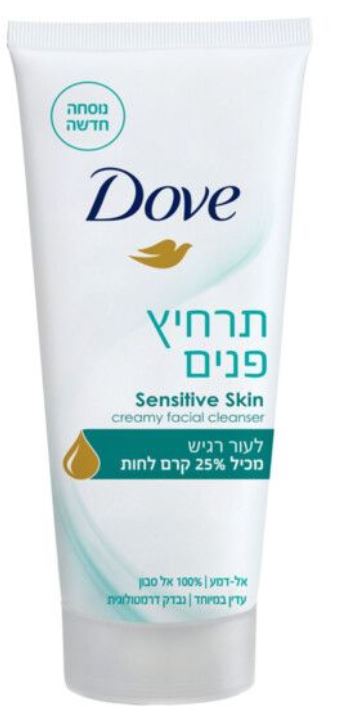 נוסחה
חדשה
Dove
תרחיץ
פנים
Sensitive Skin
creamy facial cleanser
לעור רגיש
מכיל 25% קרם לחות
אל-דמע | 100% אל סבון
עדין במיוחד | נבדק דרמטולוגית